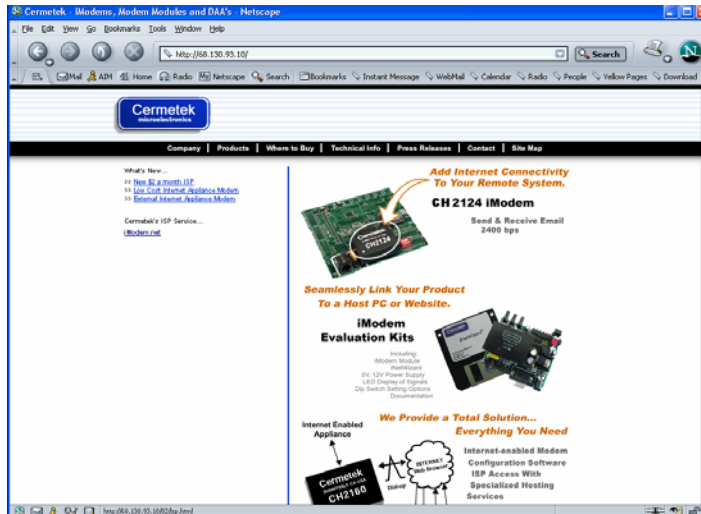 Cermetek - iModems, Modem Modules and DAA's - Netscape
File Edit View Go Bookmarks Tools Window Help
http://68.130.93.10/
Search
N
Mail AIM Home Radio Netscape Search Bookmarks Instant Message WebMail Calendar Radio People Yellow Pages Download
Cermetek
microelectronics
Company | Products | Where to Buy | Technical Info | Press Releases | Contact | Site Map
What's New...
>> New $2 a month ISP
>> Low Cost Internet Appliance Modem
>> External Internet Appliance Modem
Cermetek's ISP Service...
iModem.net
Add Internet Connectivity
To Your Remote System.
CH2124 iModem
Send & Receive Email
2400 bps
Cermetek
CH2124
Seamlessly Link Your Product
To a Host PC or Website.
iModem
Evaluation Kits
Including:
iModem Module
iNetWizard
5V, 12V Power Supply
LED Display of Signals
Dip Switch Setting Options
Documentation
Cermetek
We Provide a Total Solution...
Everything You Need
Internet Enabled
Appliance
INTERNET
Web Browser
Dial-up
Cermetek
CH2160
Internet-enabled Modem
Configuration Software
ISP Access With
Specialized Hosting
Services